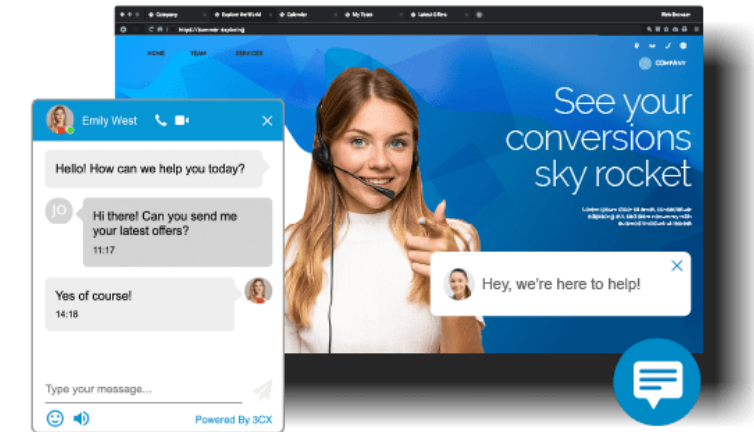 Company
Explore the World
Calendar
My Team
Latest Offers
HOME
TEAM
SERVICES
COMPANY
See your
conversions
sky rocket
Emily West
Hello! How can we help you today?
JO
Hi there! Can you send me
your latest offers?
11:17
Yes of course!
14:18
Type your message...
Powered By 3CX
Hey, we're here to help!